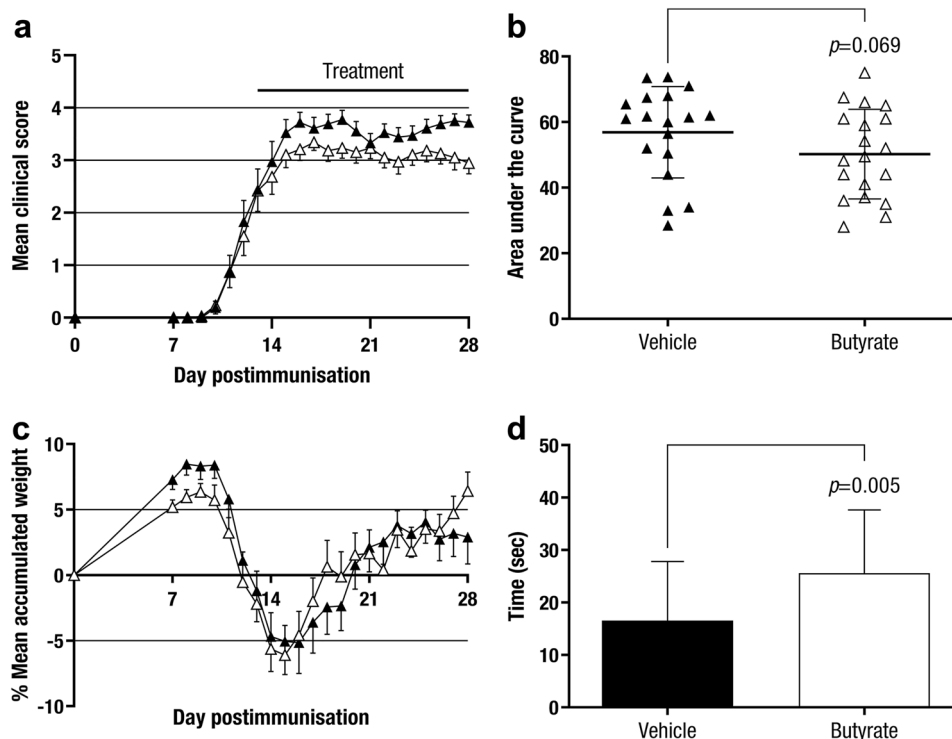 a
Mean clinical score
5
4
3
2
1
0
Treatment
0 7 14 21 28
Day postimmunisation
b
Area under the curve
80
60
40
20
0
p=0.069
Vehicle Butyrate
c
% Mean accumulated weight
10
5
0
-5
-10
7 14 21 28
Day postimmunisation
d
Time (sec)
50
40
30
20
10
0
p=0.005
Vehicle Butyrate